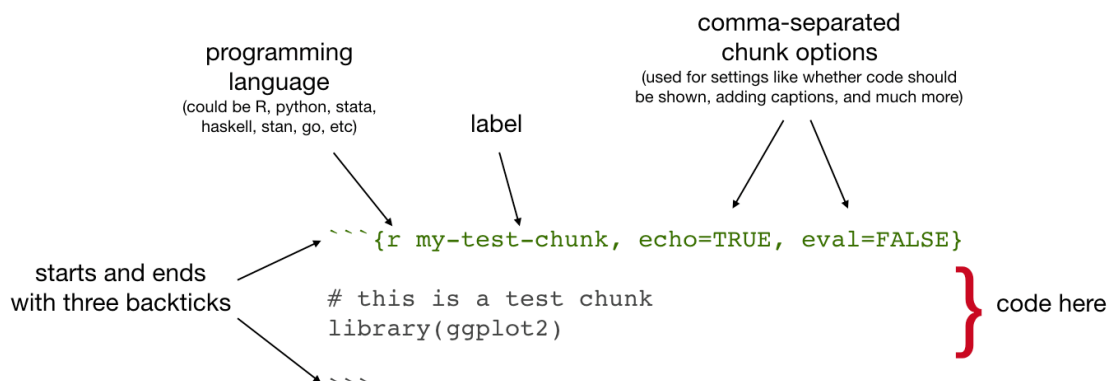 programming
language
(could be R, python, stata,
haskell, stan, go, etc)
label
comma-separated
chunk options
(used for settings like whether code should
be shown, adding captions, and much more)
```{r my-test-chunk, echo=TRUE, eval=FALSE}
starts and ends
with three backticks
# this is a test chunk
library(ggplot2)
}
code here
```